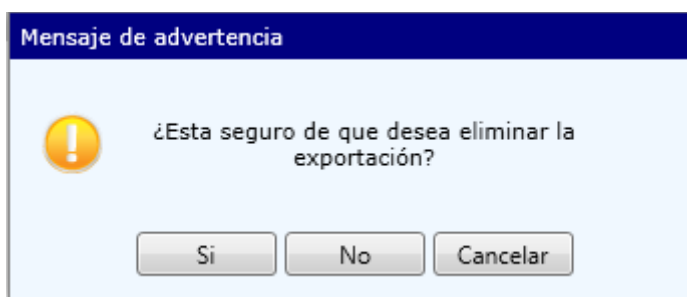 Mensaje de advertencia
¿Esta seguro de que desea eliminar la
exportación?
Si No Cancelar